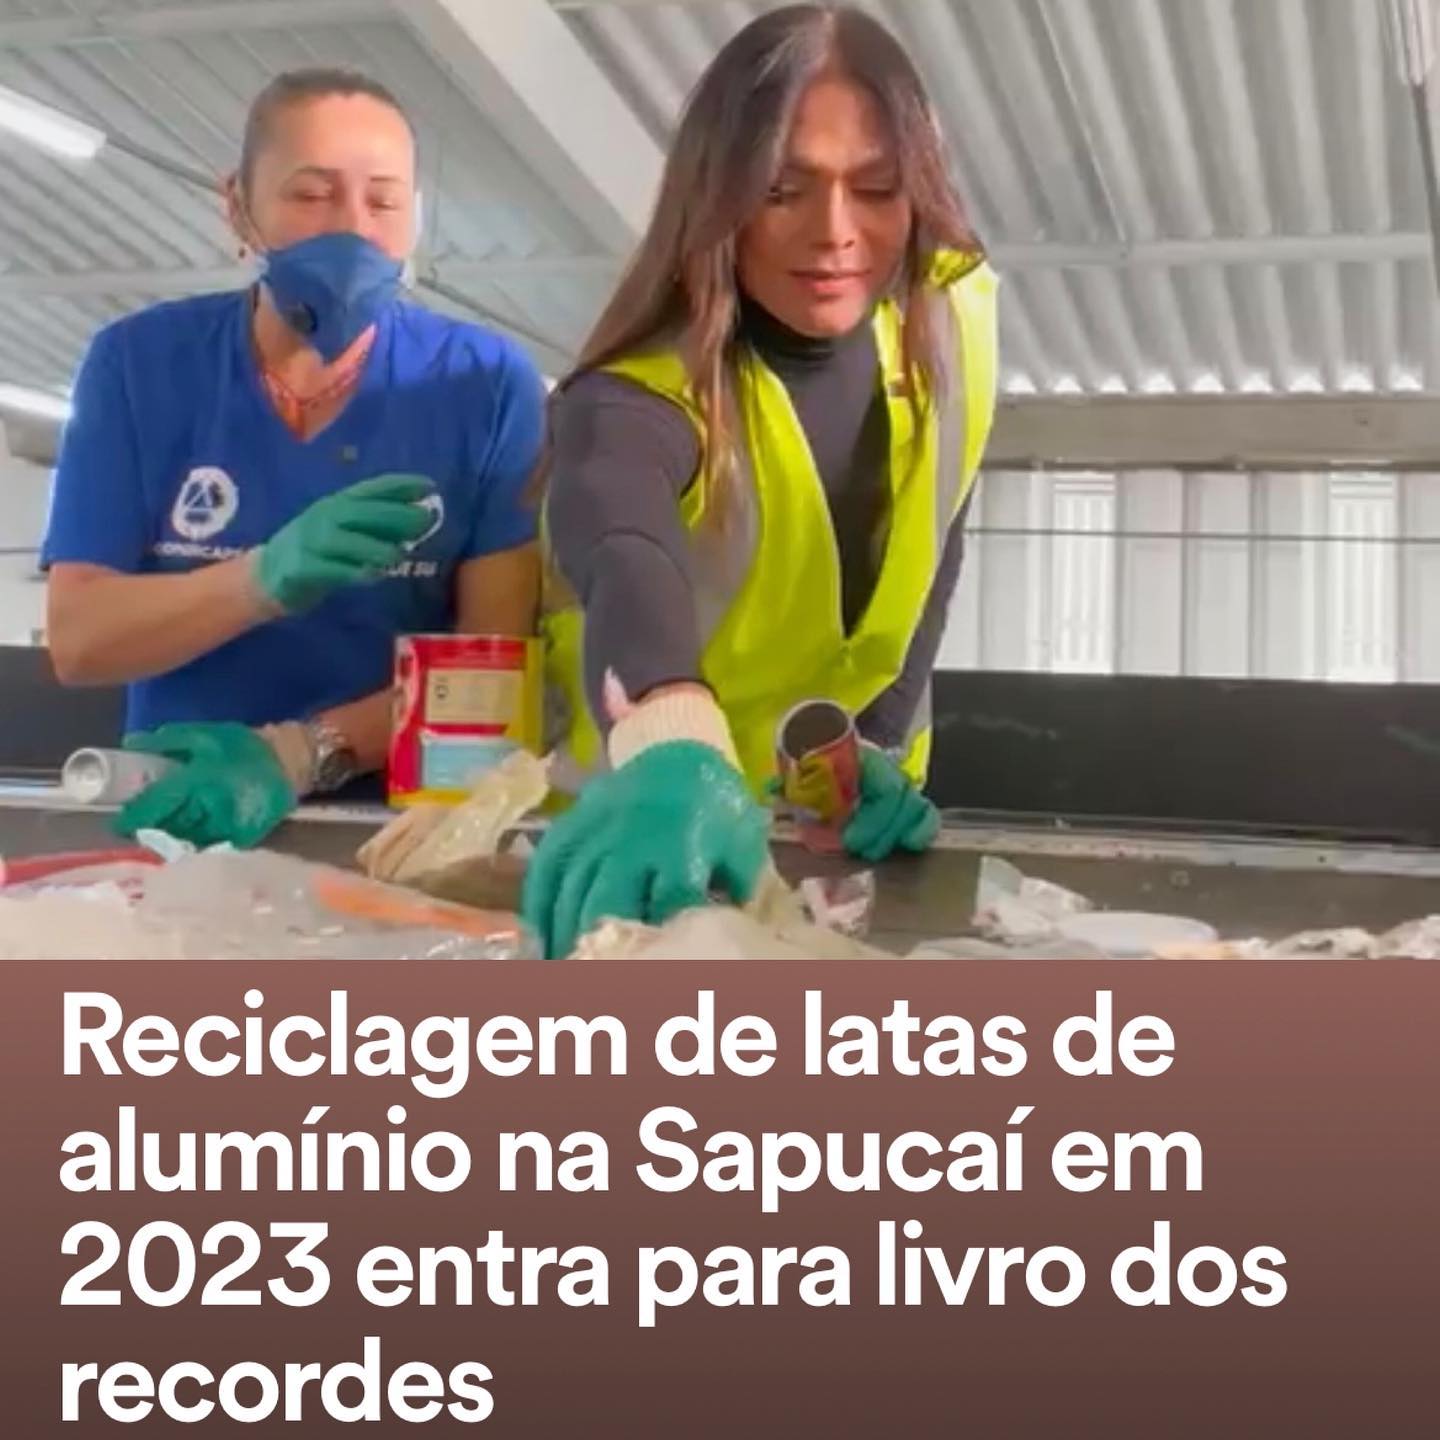 Reciclagem de latas de
alumínio na Sapucaí em
2023 entra para livro dos
recordes